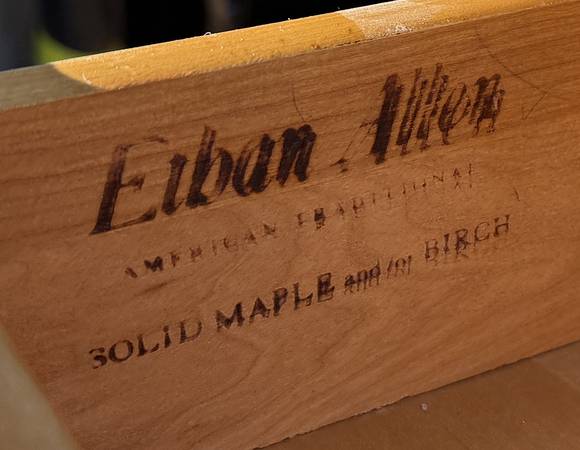 Ethan Allen
AMERICAN TRADITIONAL
SOLID MAPLE and/or BIRCH